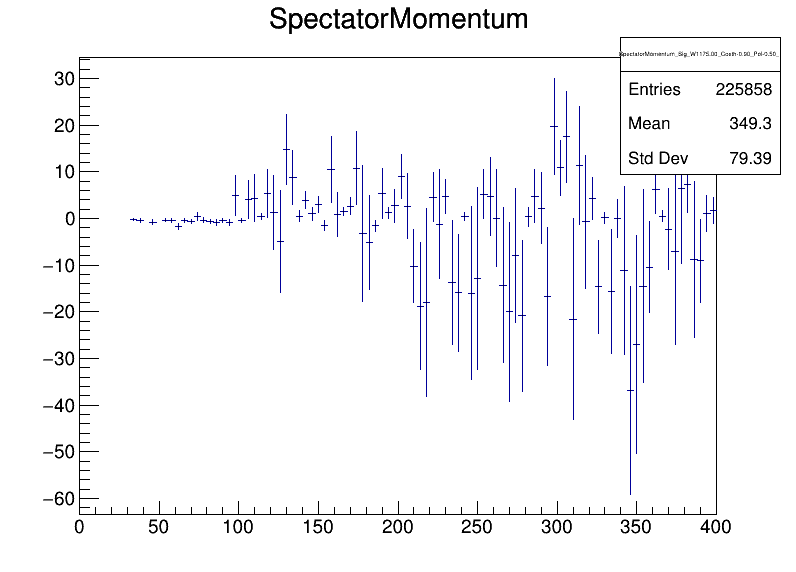 SpectatorMomentum
SpectatorMomentum_Sig_W1175.00_Costh-0.90_Pol-0.50_
Entries 225858
Mean 349.3
Std Dev 79.39
30
20
10
0
−10
−20
−30
−40
−50
−60
0 50 100 150 200 250 300 350 400